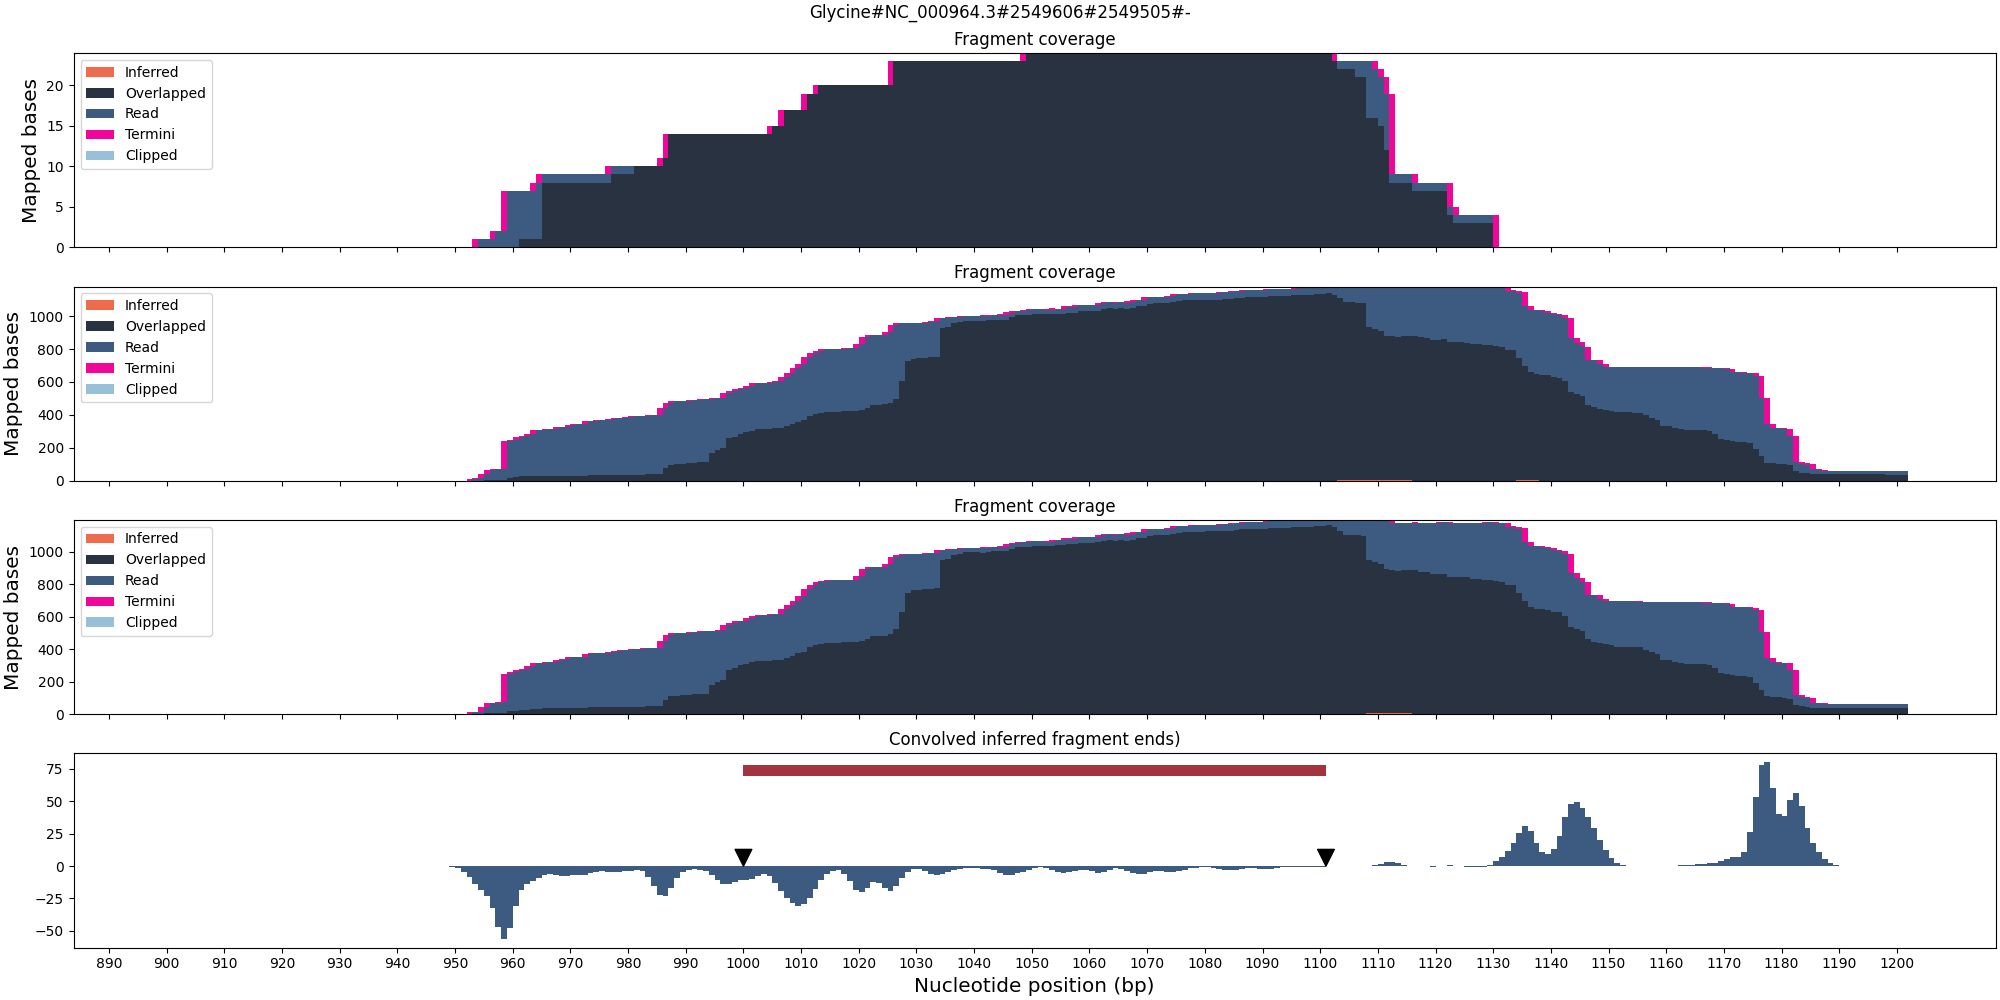 Glycine#NC_000964.3#2549606#2549505#-
Fragment coverage
Mapped bases
20
15
10
5
0
Inferred
Overlapped
Read
Termini
Clipped
Fragment coverage
Mapped bases
1000
800
600
400
200
0
Inferred
Overlapped
Read
Termini
Clipped
Fragment coverage
Mapped bases
1000
800
600
400
200
0
Inferred
Overlapped
Read
Termini
Clipped
Convolved inferred fragment ends)
75
50
25
0
−25
−50
890 900 910 920 930 940 950 960 970 980 990 1000 1010 1020 1030 1040 1050 1060 1070 1080 1090 1100 1110 1120 1130 1140 1150 1160 1170 1180 1190 1200
Nucleotide position (bp)